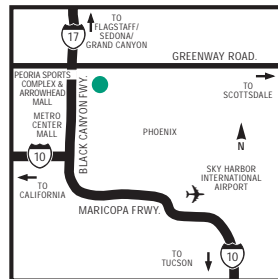 TO
FLAGSTAFF/
SEDONA/
GRAND CANYON
17
GREENWAY ROAD.
PEORIA SPORTS
COMPLEX &
ARROWHEAD
MALL
TO
SCOTTSDALE
METRO
CENTER
MALL
BLACK CANYON FWY.
PHOENIX
N
10
SKY HARBOR
INTERNATIONAL
AIRPORT
TO
CALIFORNIA
MARICOPA FRWY.
TO
TUCSON
10